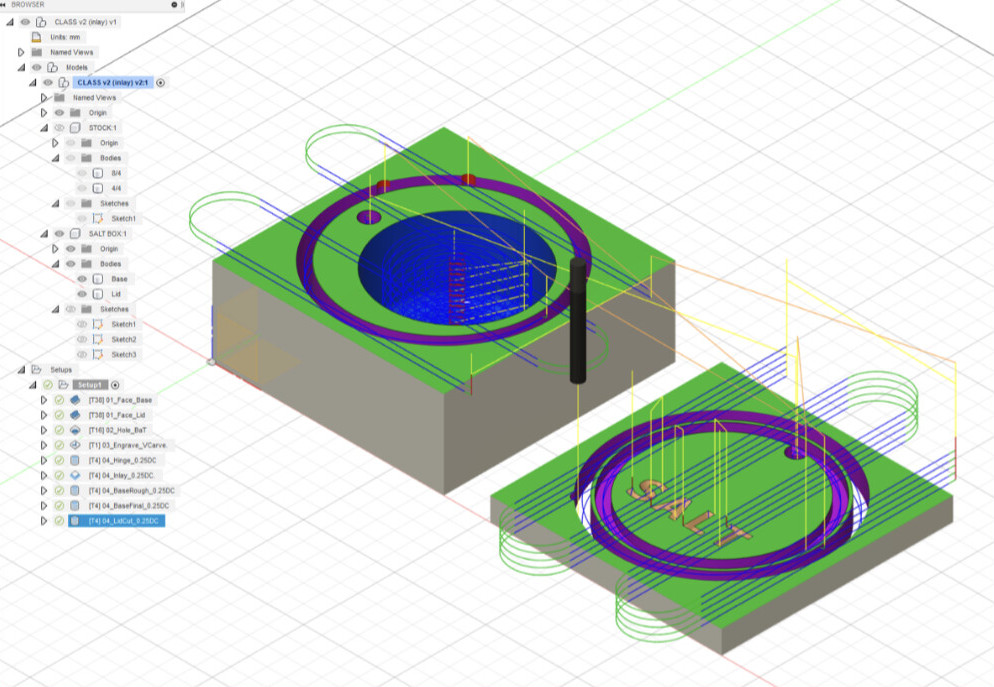 BROWSER
CLASS v2 (inlay) v1
Units: mm
Named Views
Models
CLASS v2 (inlay) v2:1
Named Views
Origin
STOCK:1
Origin
Bodies
8/4
4/4
Sketches
Sketch1
SALT BOX:1
Origin
Bodies
Base
Lid
Sketches
Sketch1
Sketch2
Sketch3
Setups
Setup1
[T38] 01_Face_Base
[T38] 01_Face_Lid
[T16] 02_Hole_BaT
[T1] 03_Engrave_VCarve.
[T4] 04_Hinge_0.25DC
[T4] 04_Inlay_0.25DC.
[T4] 04_BaseRough_0.25DC
[T4] 04_BaseFinal_0.25DC
[T4] 04_LidCut_0.25DC
SALT